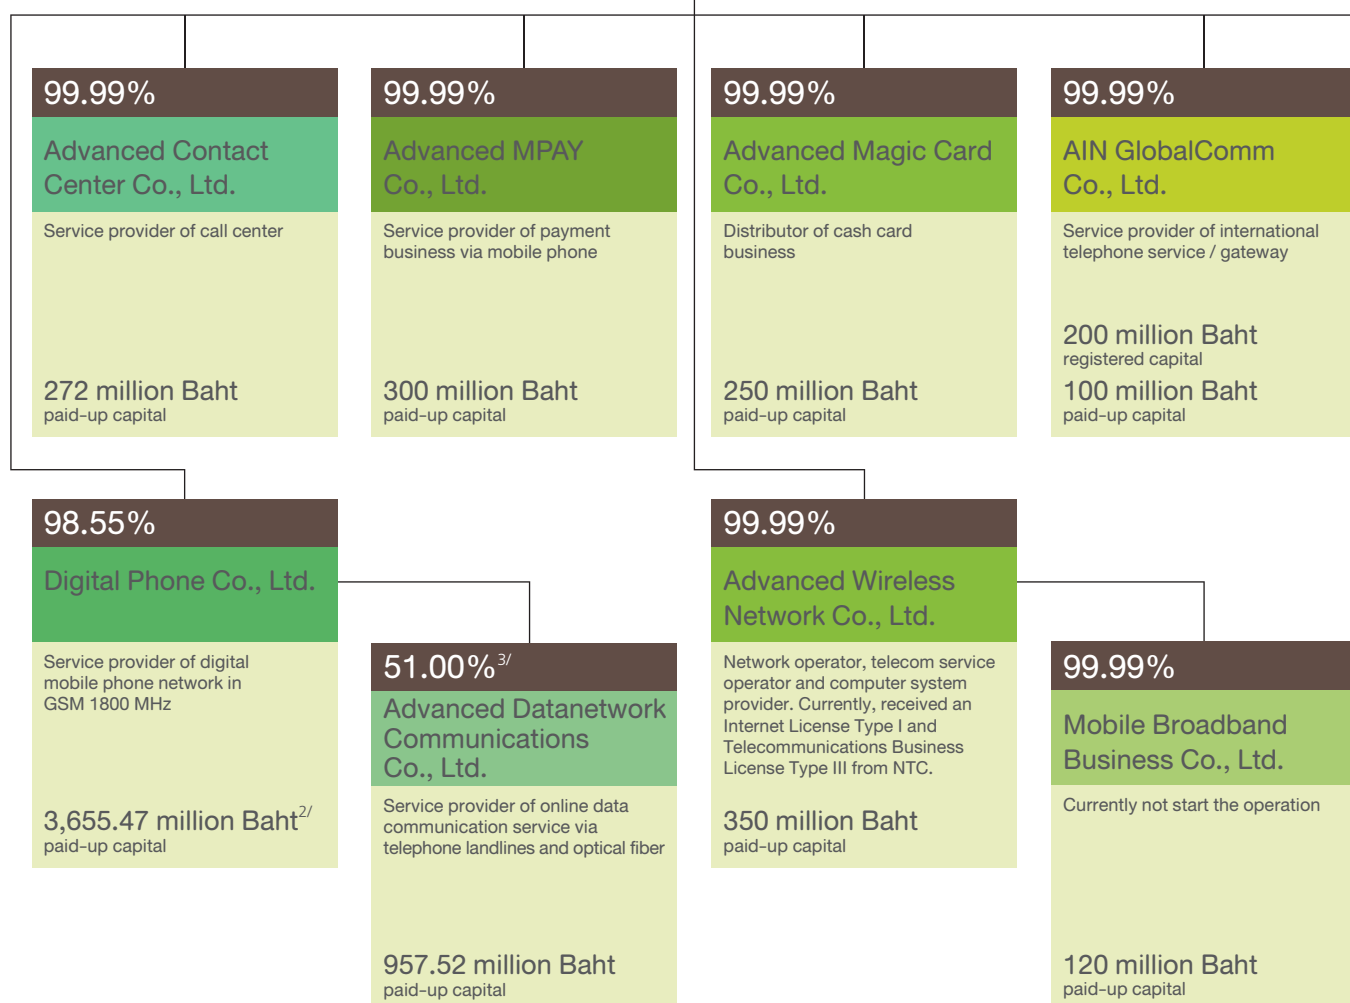 99.99%
Advanced Contact
Center Co., Ltd.
Service provider of call center
272 million Baht
paid-up capital
99.99%
Advanced MPAY
Co., Ltd.
Service provider of payment
business via mobile phone
300 million Baht
paid-up capital
99.99%
Advanced Magic Card
Co., Ltd.
Distributor of cash card
business
250 million Baht
paid-up capital
99.99%
AIN GlobalComm
Co., Ltd.
Service provider of international
telephone service / gateway
200 million Baht
registered capital
100 million Baht
paid-up capital
98.55%
Digital Phone Co., Ltd.
Service provider of digital
mobile phone network in
GSM 1800 MHz
3,655.47 million Baht2/
paid-up capital
51.00%3/
Advanced Datanetwork
Communications
Co., Ltd.
Service provider of online data
communication service via
telephone landlines and optical fiber
957.52 million Baht
paid-up capital
99.99%
Advanced Wireless
Network Co., Ltd.
Network operator, telecom service
operator and computer system
provider. Currently, received an
Internet License Type I and
Telecommunications Business
License Type III from NTC.
350 million Baht
paid-up capital
99.99%
Mobile Broadband
Business Co., Ltd.
Currently not start the operation
120 million Baht
paid-up capital